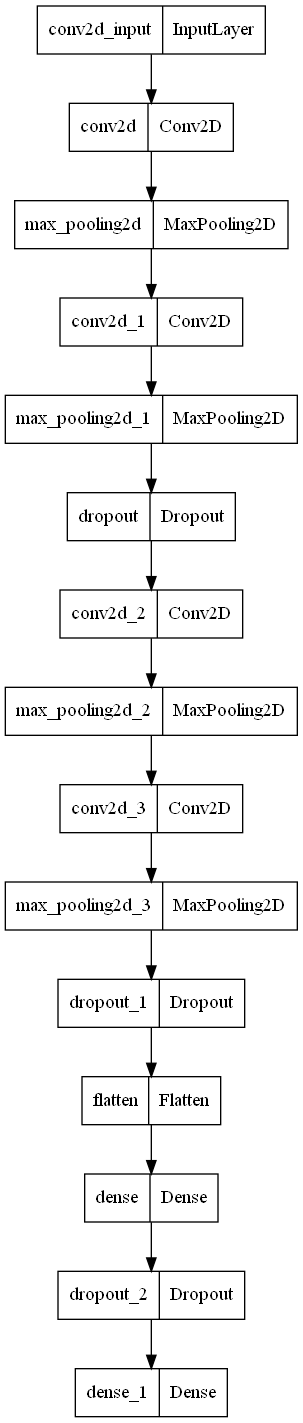 conv2d_input InputLayer
conv2d Conv2D
max_pooling2d MaxPooling2D
conv2d_1 Conv2D
max_pooling2d_1 MaxPooling2D
dropout Dropout
conv2d_2 Conv2D
max_pooling2d_2 MaxPooling2D
conv2d_3 Conv2D
max_pooling2d_3 MaxPooling2D
dropout_1 Dropout
flatten Flatten
dense Dense
dropout_2 Dropout
dense_1 Dense